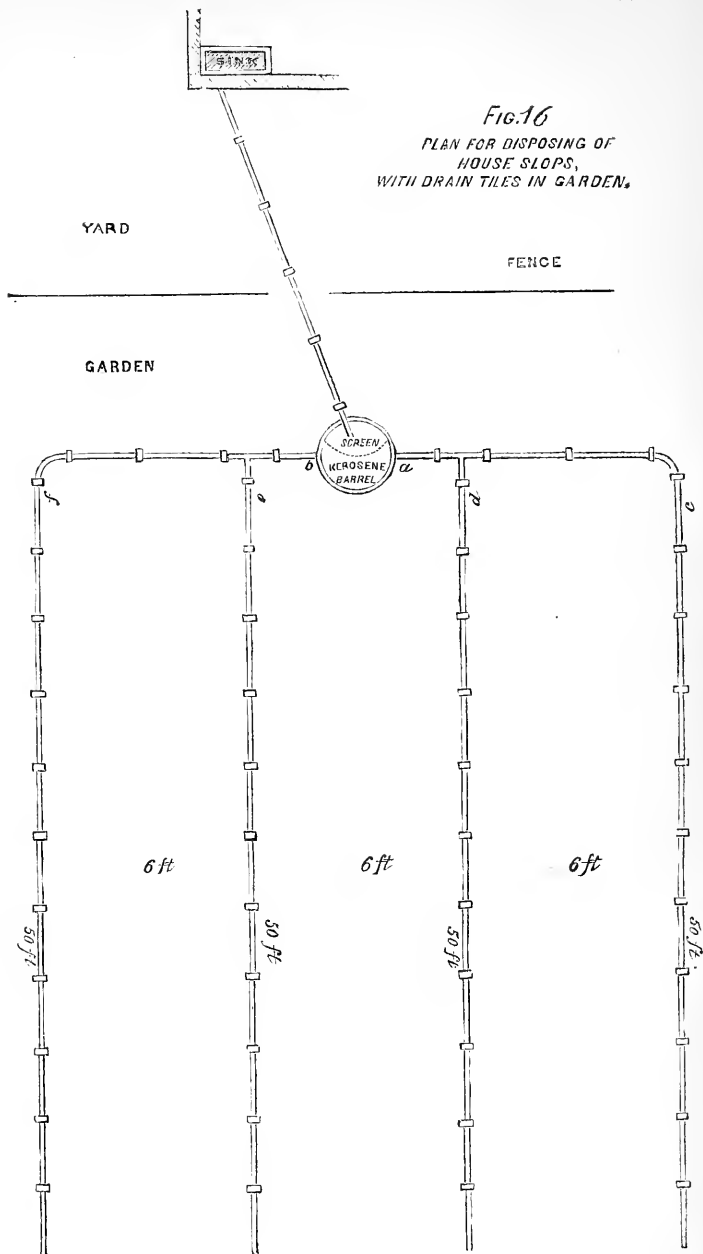 SINK
FIG.16
PLAN FOR DISPOSING OF
HOUSE SLOPS,
WITH DRAIN TILES IN GARDEN.
YARD
FENCE
GARDEN
SCREEN
KEROSENE
BARREL
b
a
f
e
d
c
6 ft
6 ft
6 ft
50 ft
50 ft
50 ft
50 ft.